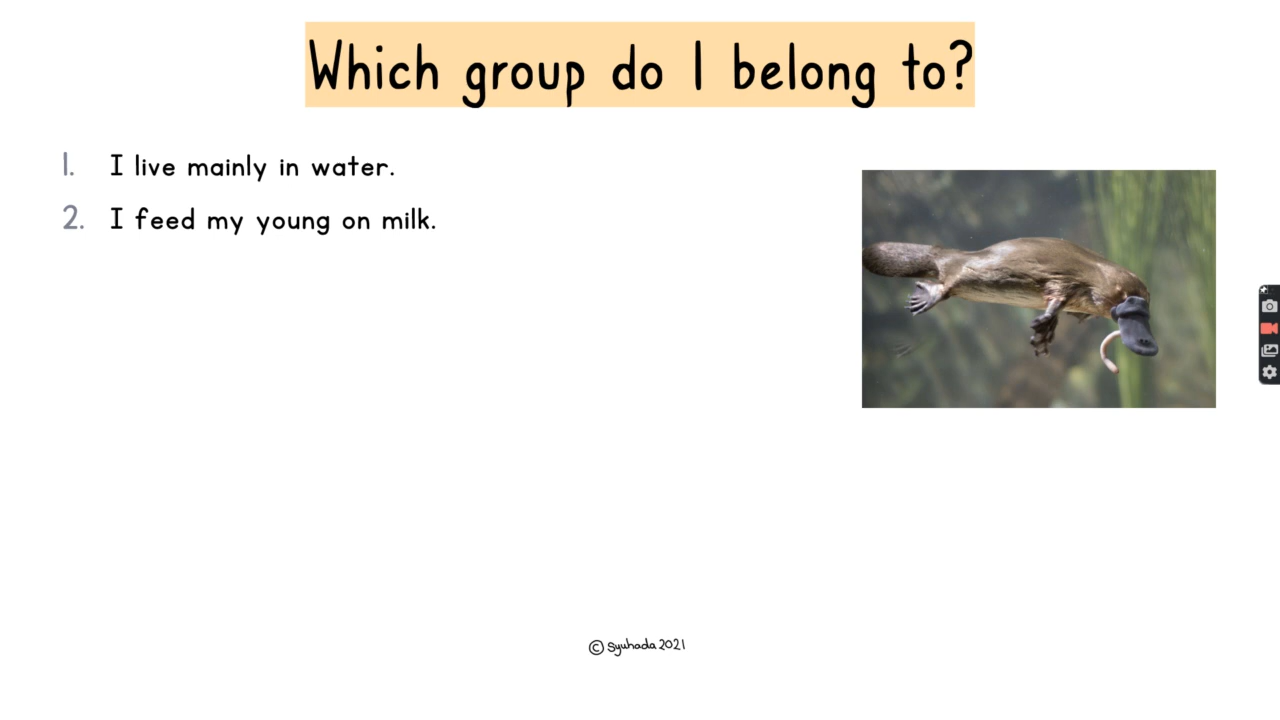 Which group do I belong to?
1. I live mainly in water.
2. I feed my young on milk.
© syuhada 2021